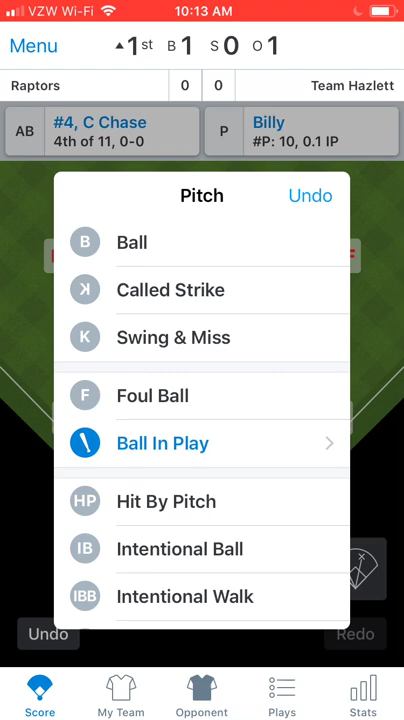 VZW Wi-Fi 10:13 AM
Menu ▲1st B 1 S 0 O 1
Raptors 0 0 Team Hazlett
AB #4, C Chase P Billy
4th of 11, 0-0 #P: 10, 0.1 IP
Pitch Undo
B Ball
ꓘ Called Strike
K Swing & Miss
F Foul Ball
Ball In Play
HP Hit By Pitch
IB Intentional Ball
IBB Intentional Walk
Undo Redo
Score My Team Opponent Plays Stats